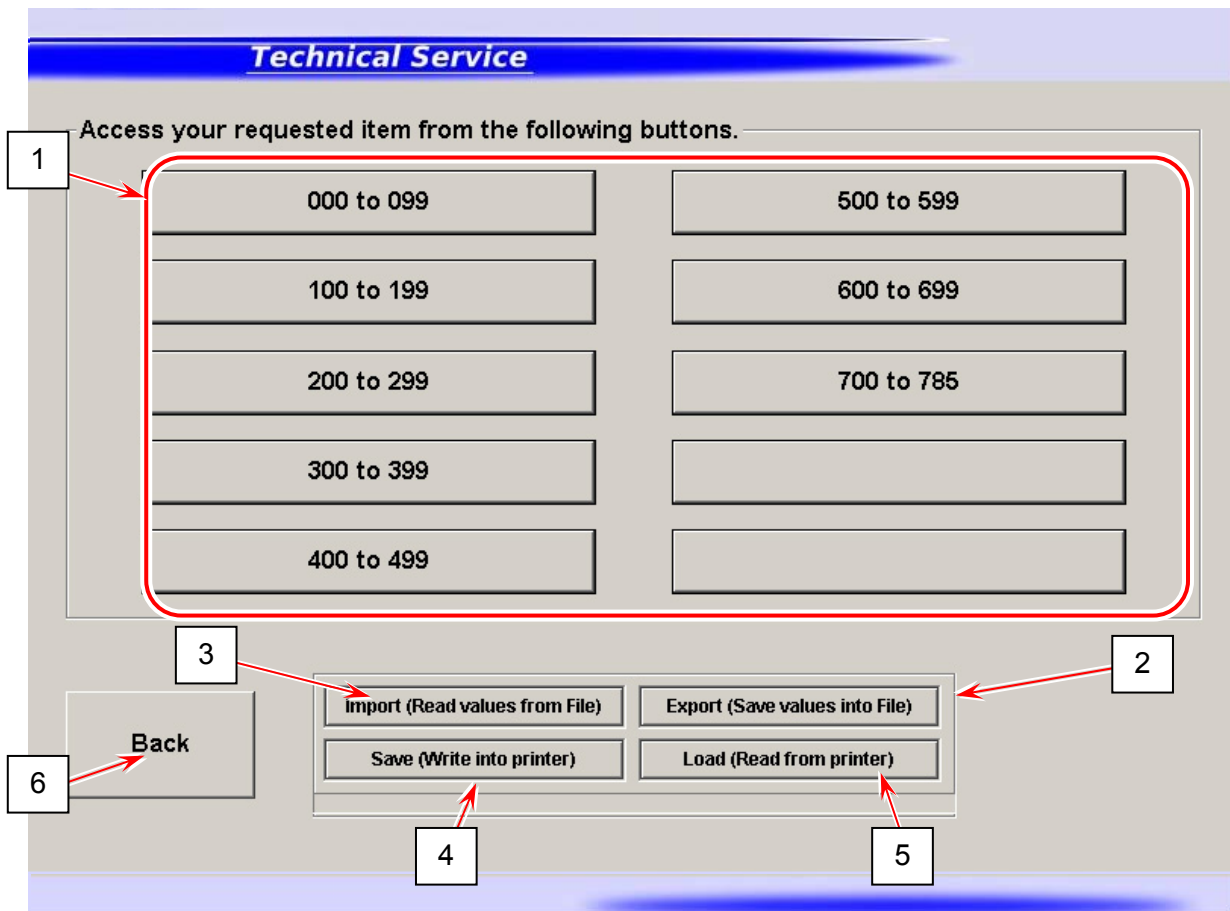 Technical Service
Access your requested item from the following buttons.
1
000 to 099
500 to 599
100 to 199
600 to 699
200 to 299
700 to 785
300 to 399
400 to 499
3
2
Import (Read values from File)
Export (Save values into File)
Back
Save (Write into printer)
Load (Read from printer)
6
4
5